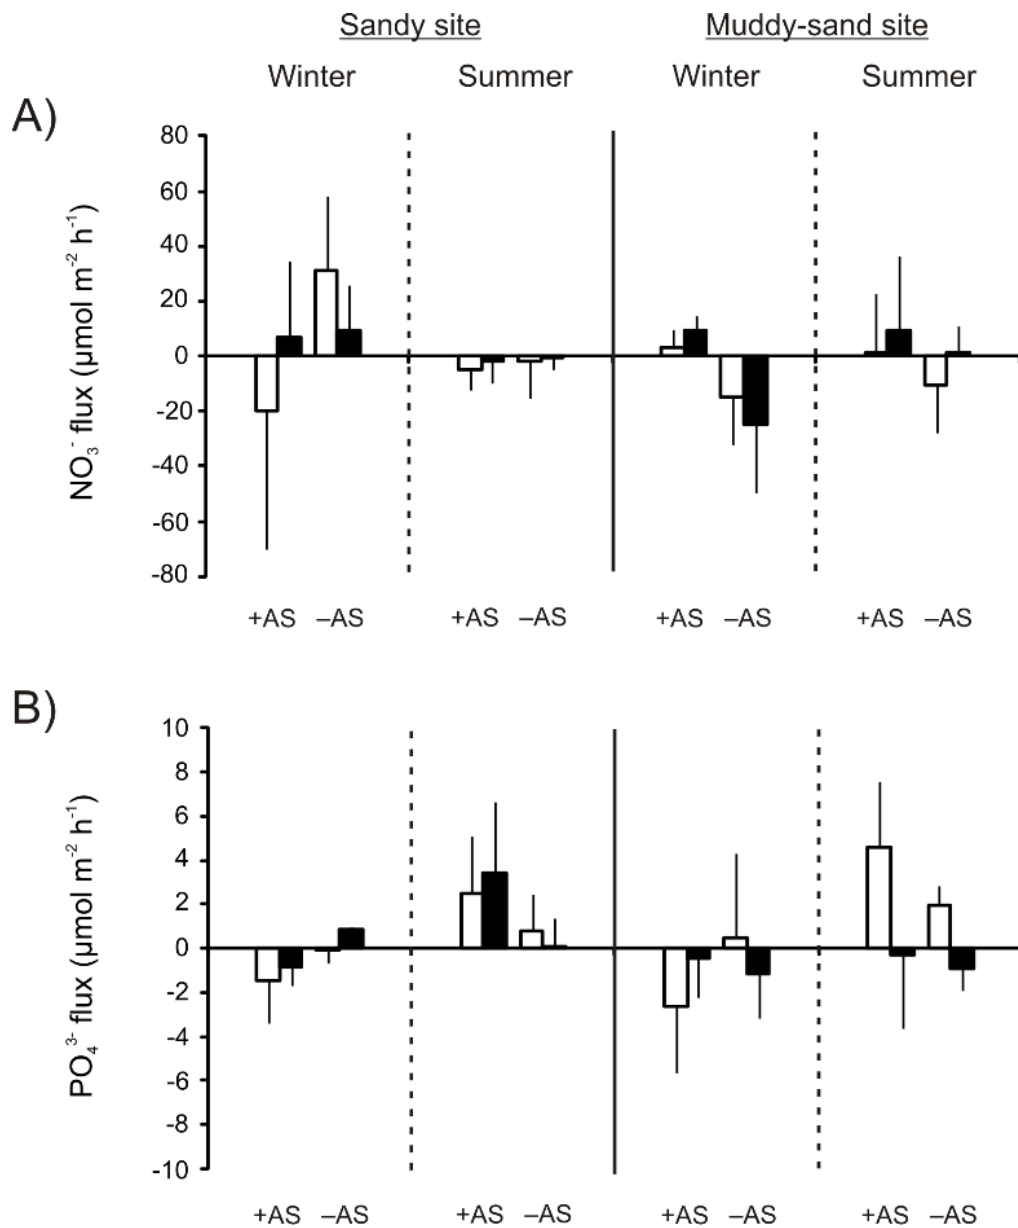 Sandy site Muddy-sand site
Winter Summer Winter Summer
A)
NO₃⁻ flux (µmol m⁻² h⁻¹)
80
60
40
20
0
-20
-40
-60
-80
+AS –AS +AS –AS +AS –AS +AS –AS
B)
PO₄³⁻ flux (µmol m⁻² h⁻¹)
10
8
6
4
2
0
-2
-4
-6
-8
-10
+AS –AS +AS –AS +AS –AS +AS –AS